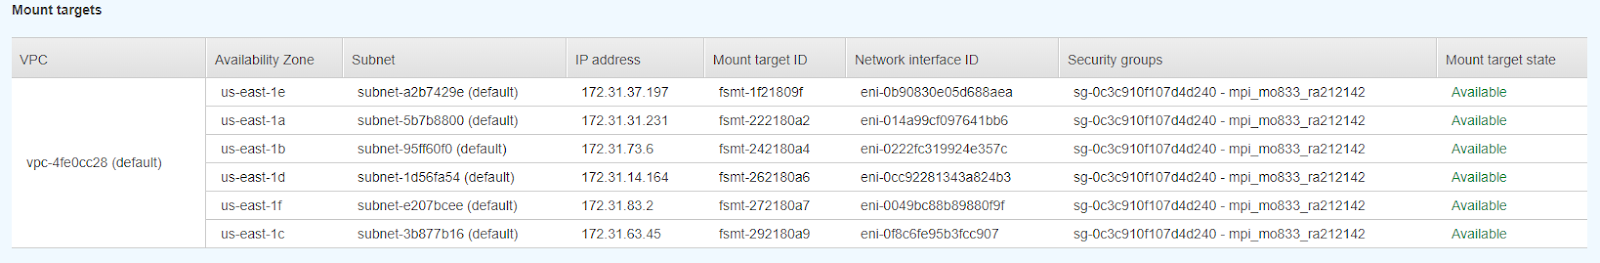 Mount targets
VPC Availability Zone Subnet IP address Mount target ID Network interface ID Security groups Mount target state
us-east-1e subnet-a2b7429e (default) 172.31.37.197 fsmt-1f21809f eni-0b90830e05d688aea sg-0c3c910f107d4d240 - mpi_mo833_ra212142 Available
us-east-1a subnet-5b7b8800 (default) 172.31.31.231 fsmt-222180a2 eni-014a99cf097641bb6 sg-0c3c910f107d4d240 - mpi_mo833_ra212142 Available
us-east-1b subnet-95ff60f0 (default) 172.31.73.6 fsmt-242180a4 eni-0222fc319924e357c sg-0c3c910f107d4d240 - mpi_mo833_ra212142 Available
vpc-4fe0cc28 (default)
us-east-1d subnet-1d56fa54 (default) 172.31.14.164 fsmt-262180a6 eni-0cc92281343a824b3 sg-0c3c910f107d4d240 - mpi_mo833_ra212142 Available
us-east-1f subnet-e207bcee (default) 172.31.83.2 fsmt-272180a7 eni-0049bc88b89880f9f sg-0c3c910f107d4d240 - mpi_mo833_ra212142 Available
us-east-1c subnet-3b877b16 (default) 172.31.63.45 fsmt-292180a9 eni-0f8c6fe95b3fcc907 sg-0c3c910f107d4d240 - mpi_mo833_ra212142 Available